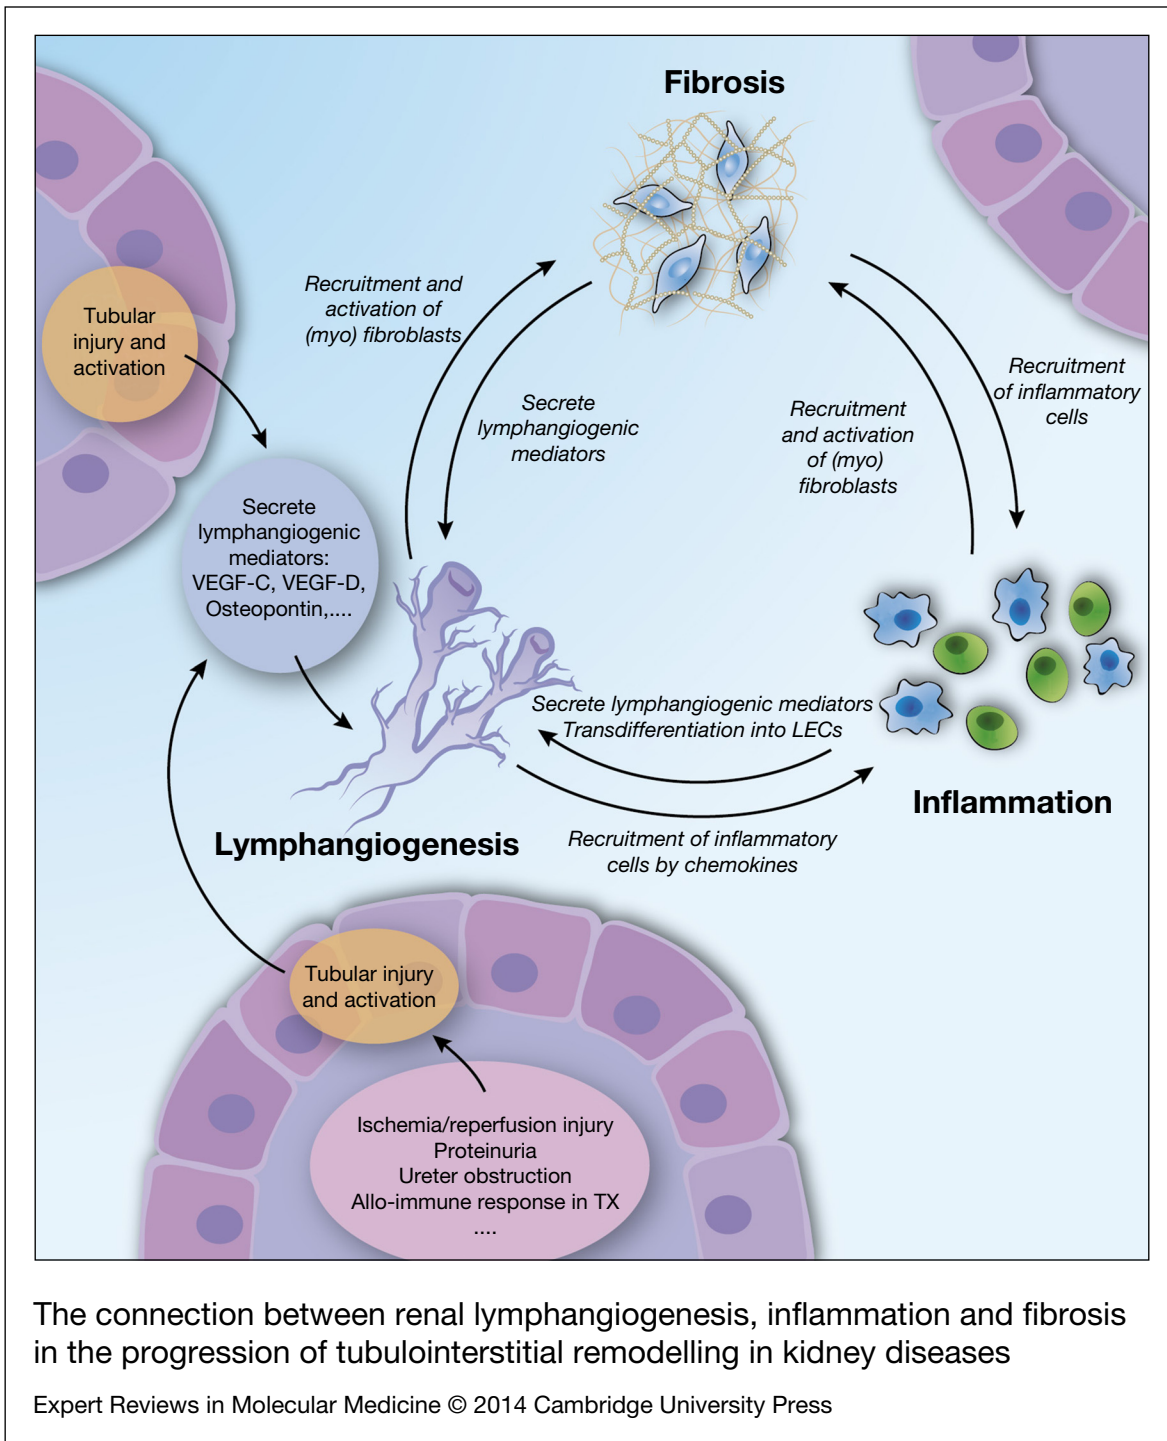 Fibrosis
Tubular
injury and
activation
Recruitment and
activation of
(myo) fibroblasts
Secrete
lymphangiogenic
mediators
Recruitment
and activation
of (myo)
fibroblasts
Recruitment
of inflammatory
cells
Secrete
lymphangiogenic
mediators:
VEGF-C, VEGF-D,
Osteopontin,....
Secrete lymphangiogenic mediators
Transdifferentiation into LECs
Inflammation
Lymphangiogenesis
Recruitment of inflammatory
cells by chemokines
Tubular injury
and activation
Ischemia/reperfusion injury
Proteinuria
Ureter obstruction
Allo-immune response in TX
....
The connection between renal lymphangiogenesis, inflammation and fibrosis
in the progression of tubulointerstitial remodelling in kidney diseases
Expert Reviews in Molecular Medicine © 2014 Cambridge University Press